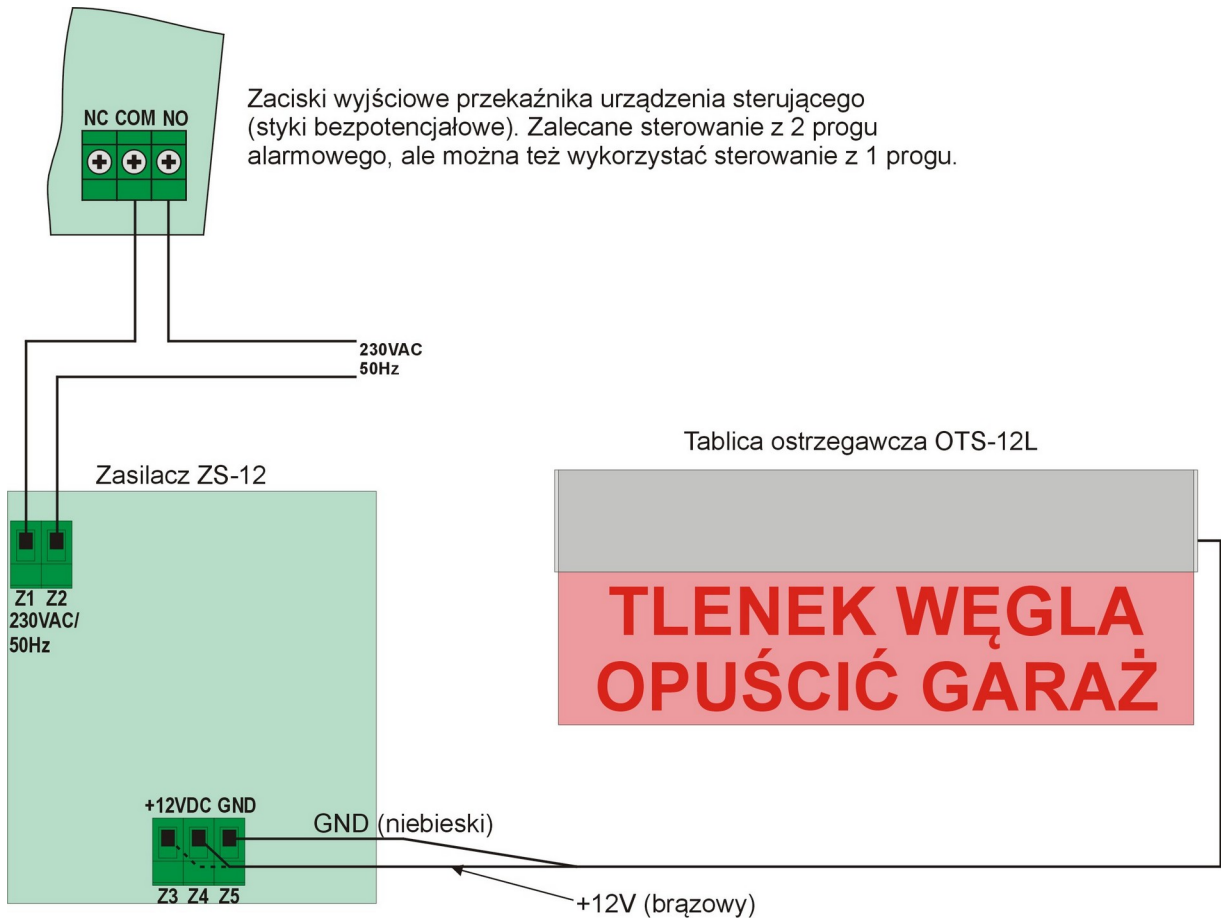 NC COM NO
Zaciski wyjściowe przekaźnika urządzenia sterującego
(styki bezpotencjałowe). Zalecane sterowanie z 2 progu
alarmowego, ale można też wykorzystać sterowanie z 1 progu.
230VAC
50Hz
Tablica ostrzegawcza OTS-12L
Zasilacz ZS-12
Z1 Z2
230VAC/
50Hz
TLENEK WĘGLA
OPUŚCIĆ GARAŻ
+12VDC GND
GND (niebieski)
Z3 Z4 Z5
+12V (brązowy)